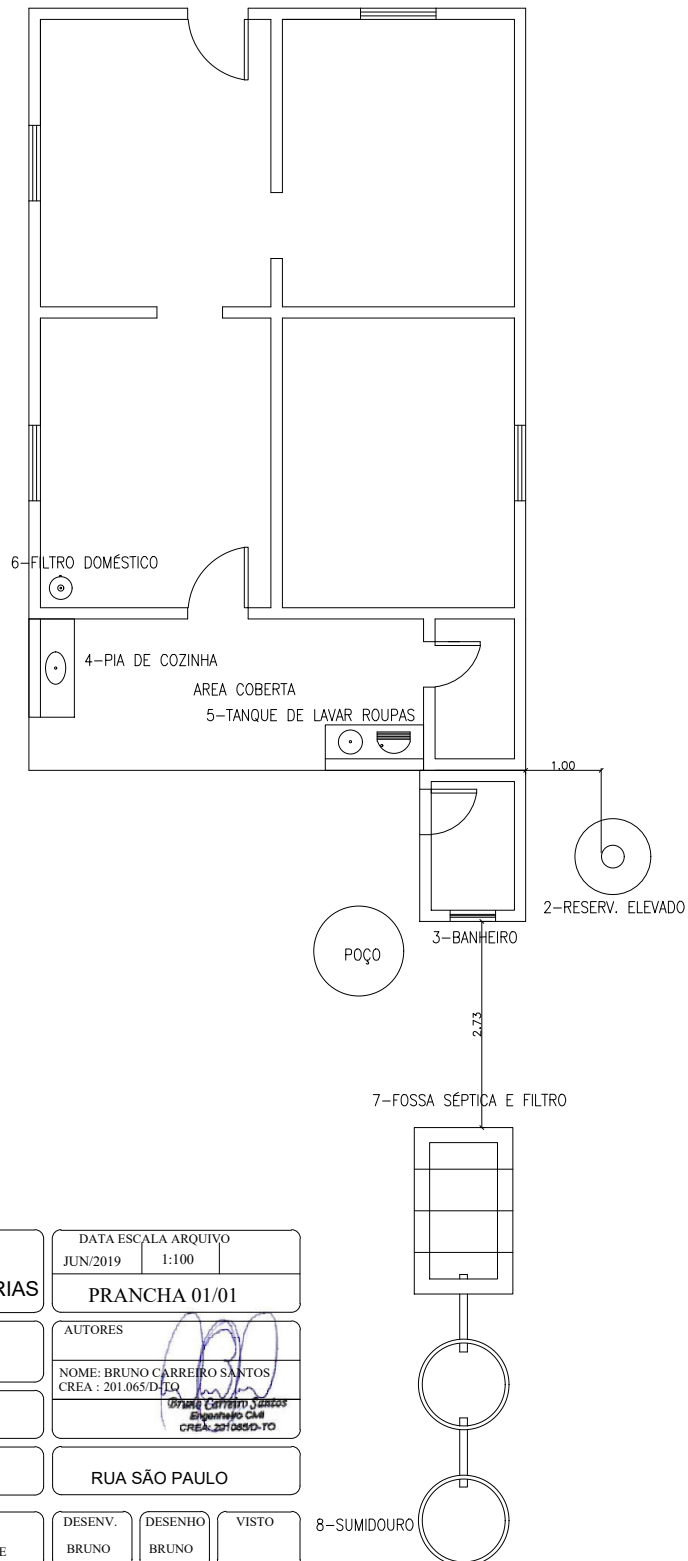 6-FILTRO DOMÉSTICO
4-PIA DE COZINHA
AREA COBERTA
5-TANQUE DE LAVAR ROUPAS
1.00
2-RESERV. ELEVADO
3-BANHEIRO
POÇO
2.73
7-FOSSA SÉPTICA E FILTRO
DATA ESCALA ARQUIVO
JUN/2019 1:100
RIAS
PRANCHA 01/01
AUTORES
NOME: BRUNO CARREIRO SANTOS
CREA : 201.065/D-TO
Bruno Carreiro Santos
Engenheiro Civil
CREA: 201065/D-TO
RUA SÃO PAULO
DESENV. DESENHO VISTO
8-SUMIDOURO
E BRUNO BRUNO